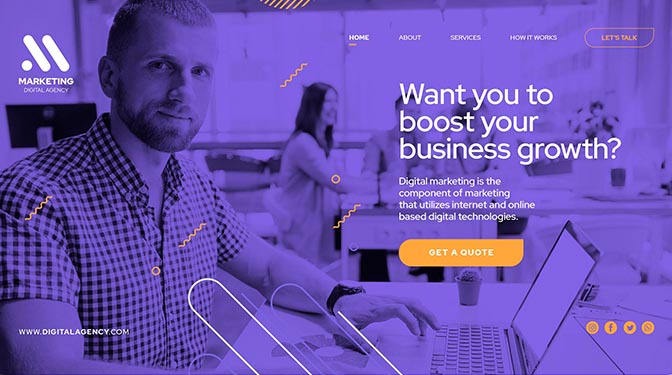 HOME
ABOUT
SERVICES
HOW IT WORKS
LET'S TALK
MARKETING
DIGITAL AGENCY
Want you to
boost your
business growth?
Digital marketing is the
component of marketing
that utilizes internet and online
based digital technologies.
GET A QUOTE
WWW.DIGITALAGENCY.COM